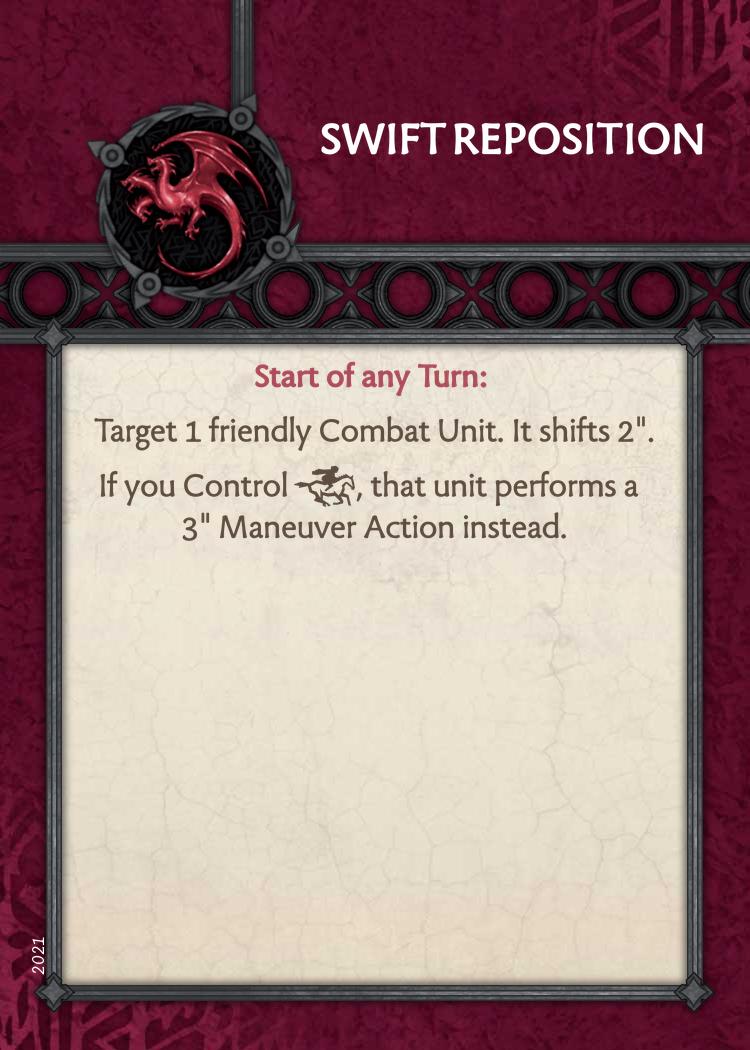 SWIFT REPOSITION
Start of any Turn:
Target 1 friendly Combat Unit. It shifts 2".
If you Control , that unit performs a
3" Maneuver Action instead.
2021